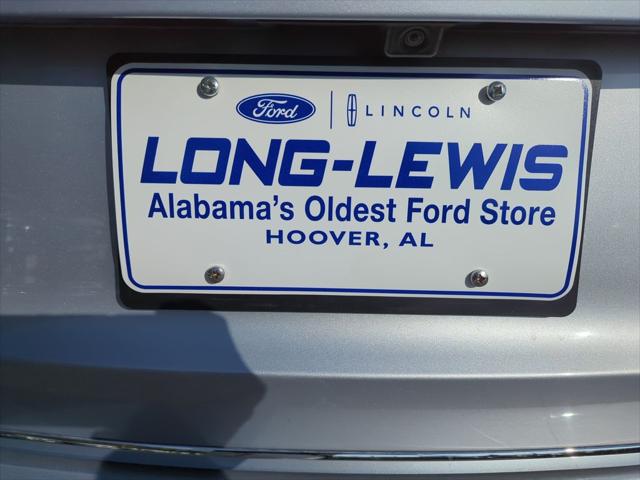 Ford LINCOLN
LONG-LEWIS
Alabama's Oldest Ford Store
HOOVER, AL